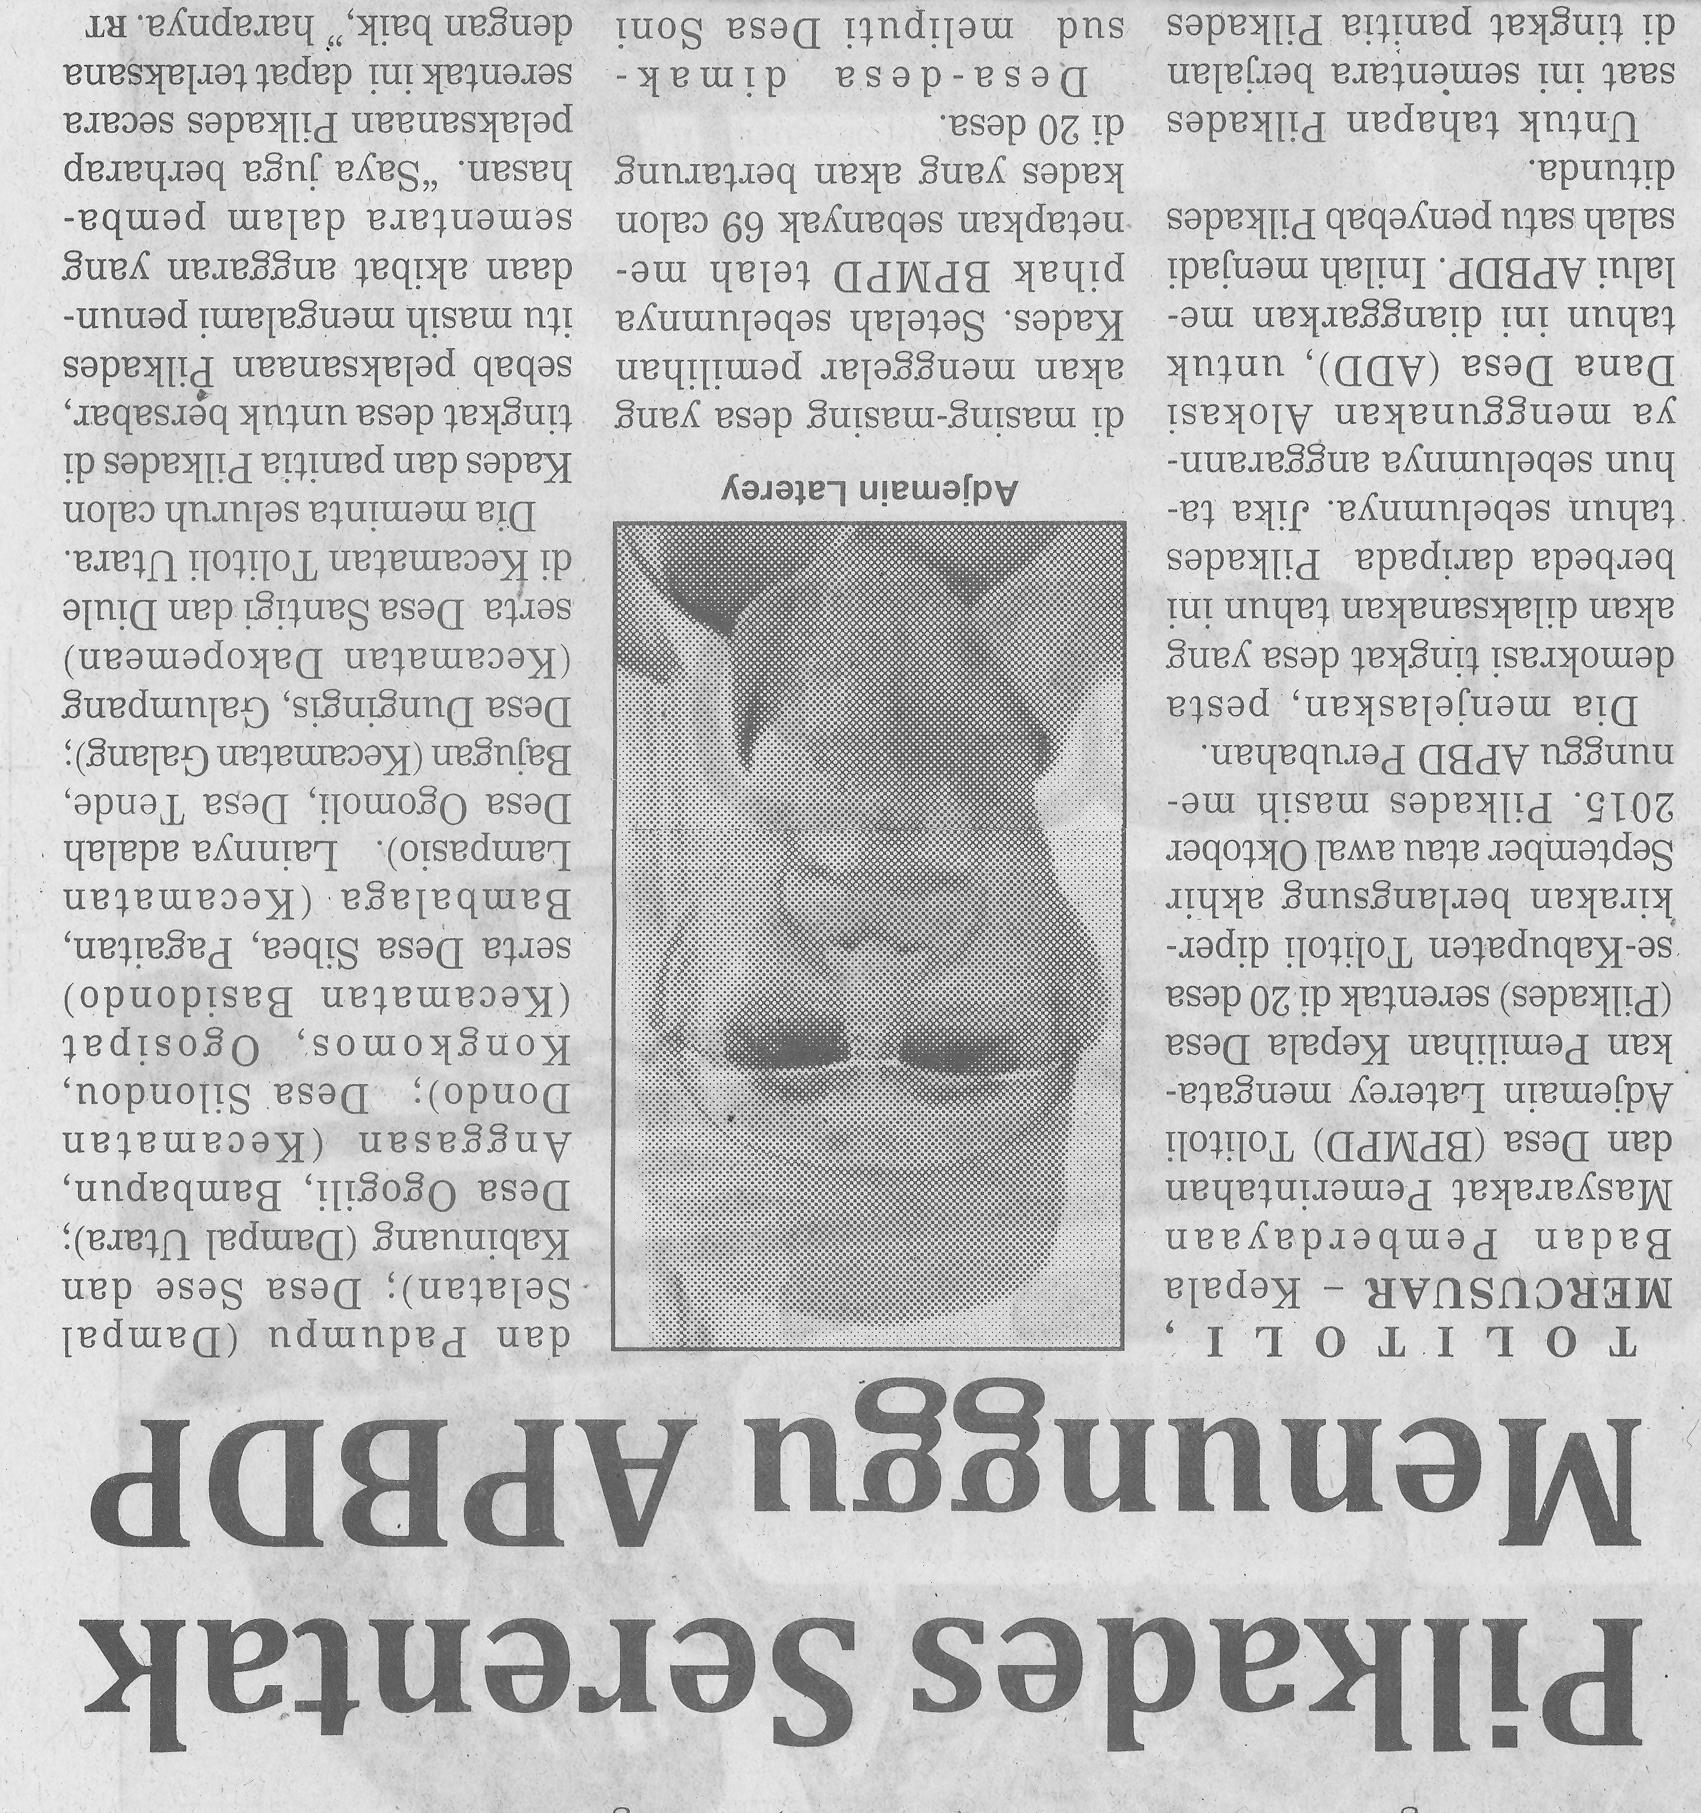 Pilkades Serentak
Menunggu APBDP
TOLITOLI,
MERCUSUAR – Kepala
Badan Pemberdayaan
Masyarakat Pemerintahan
dan Desa (BPMPD) Tolitoli
Adjemain Laterey mengata-
kan Pemilihan Kepala Desa
(Pilkades) serentak di 20 desa
se-Kabupaten Tolitoli diper-
kirakan berlangsung akhir
September atau awal Oktober
2015. Pilkades masih me-
nunggu APBD Perubahan.
Dia menjelaskan, pesta
demokrasi tingkat desa yang
akan dilaksanakan tahun ini
berbeda daripada Pilkades
tahun sebelumnya. Jika ta-
hun sebelumnya anggarann-
ya menggunakan Alokasi
Dana Desa (ADD), untuk
tahun ini dianggarkan me-
lalui APBDP. Inilah menjadi
salah satu penyebab Pilkades
ditunda.
Untuk tahapan Pilkades
saat ini sementara berjalan
di tingkat panitia Pilkades
Adjemain Laterey
di masing-masing desa yang
akan menggelar pemilihan
Kades. Setelah sebelumnya
pihak BPMPD telah me-
netapkan sebanyak 69 calon
kades yang akan bertarung
di 20 desa.
Desa-desa dimak-
sud meliputi Desa Soni
dan Padumpu (Dampal
Selatan); Desa Sese dan
Kabinuang (Dampal Utara);
Desa Ogogili, Bambapun,
Anggasan (Kecamatan
Dondo); Desa Silondou,
Kongkomos, Ogosipat
(Kecamatan Basidondo)
serta Desa Sibea, Pagaitan,
Bambalaga (Kecamatan
Lampasio). Lainnya adalah
Desa Ogomoli, Desa Tende,
Bajugan (Kecamatan Galang);
Desa Dungingis, Galumpang
(Kecamatan Dakopemean)
serta Desa Santigi dan Diule
di Kecamatan Tolitoli Utara.
Dia meminta seluruh calon
Kades dan panitia Pilkades di
tingkat desa untuk bersabar,
sebab pelaksanaan Pilkades
itu masih mengalami penun-
daan akibat anggaran yang
sementara dalam pemba-
hasan. “Saya juga berharap
pelaksanaan Pilkades secara
serentak ini dapat terlaksana
dengan baik,” harapnya. RT